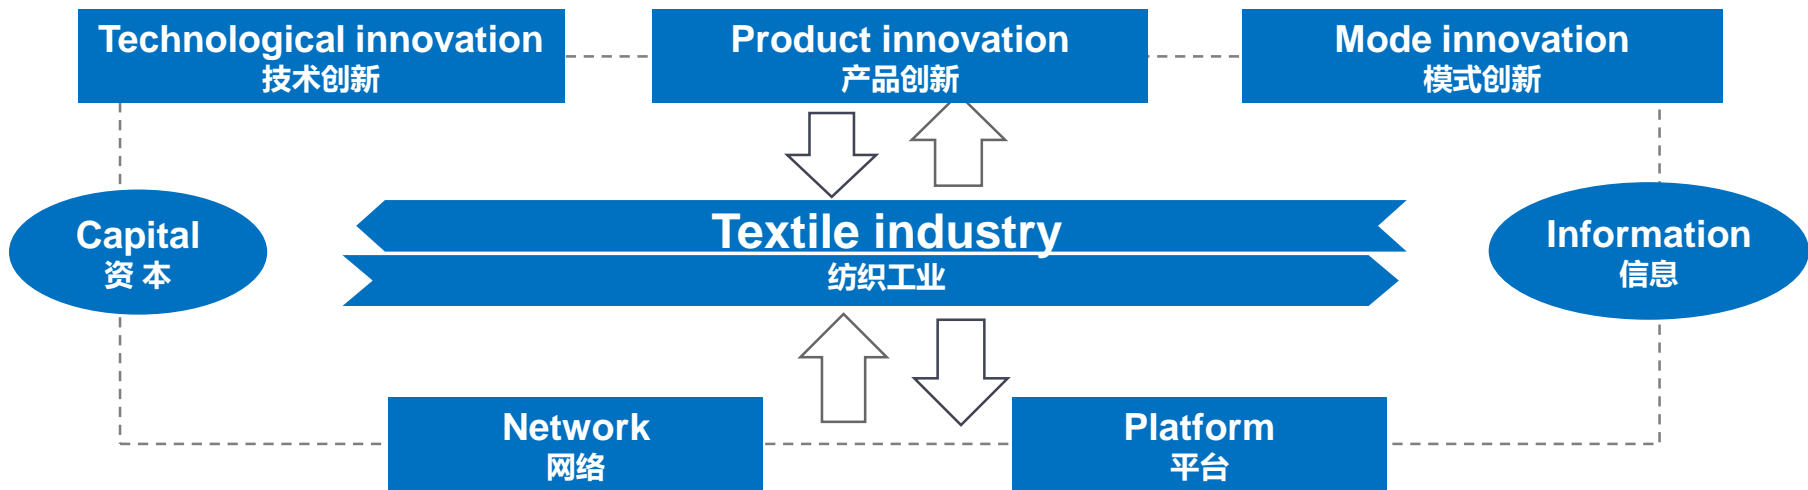 Technological innovation
技术创新
Product innovation
产品创新
Mode innovation
模式创新
Capital
资 本
Textile industry
纺织工业
Information
信息
Network
网络
Platform
平台